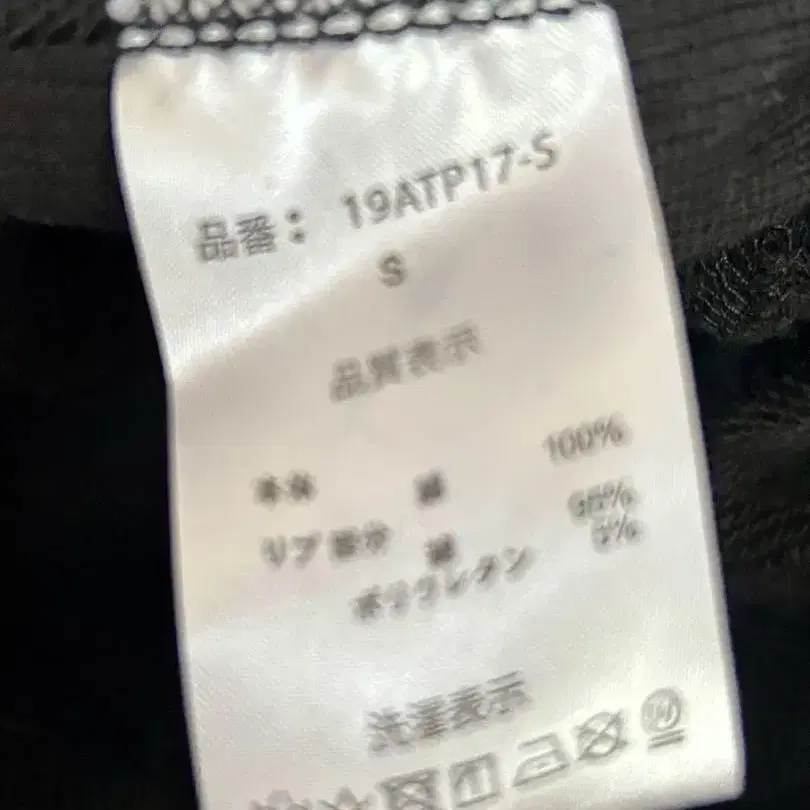 品番： 19ATP17-S
S
品質表示
本体 綿 100%
リブ部分 綿 95%
ポリウレタン 5%
洗濯表示